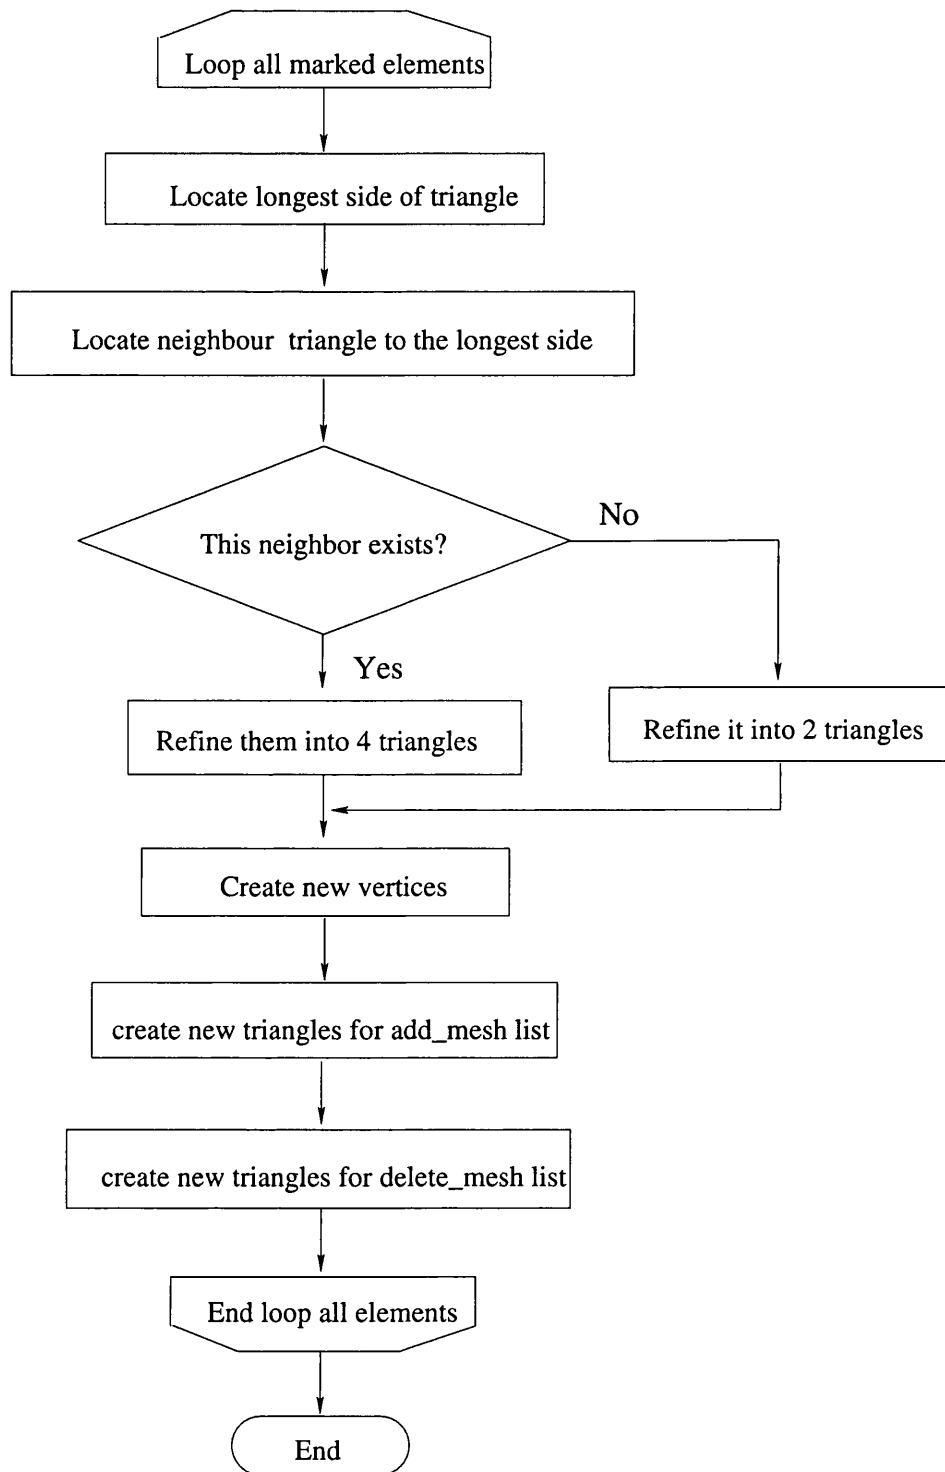 Loop all marked elements
Locate longest side of triangle
Locate neighbour triangle to the longest side
This neighbor exists?
No
Yes
Refine them into 4 triangles
Refine it into 2 triangles
Create new vertices
create new triangles for add_mesh list
create new triangles for delete_mesh list
End loop all elements
End